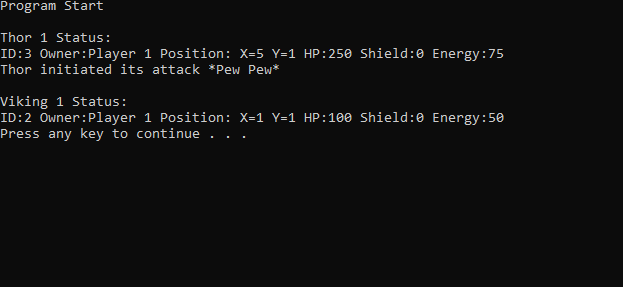 Program Start
Thor 1 Status:
ID:3 Owner:Player 1 Position: X=5 Y=1 HP:250 Shield:0 Energy:75
Thor initiated its attack *Pew Pew*
Viking 1 Status:
ID:2 Owner:Player 1 Position: X=1 Y=1 HP:100 Shield:0 Energy:50
Press any key to continue . . .